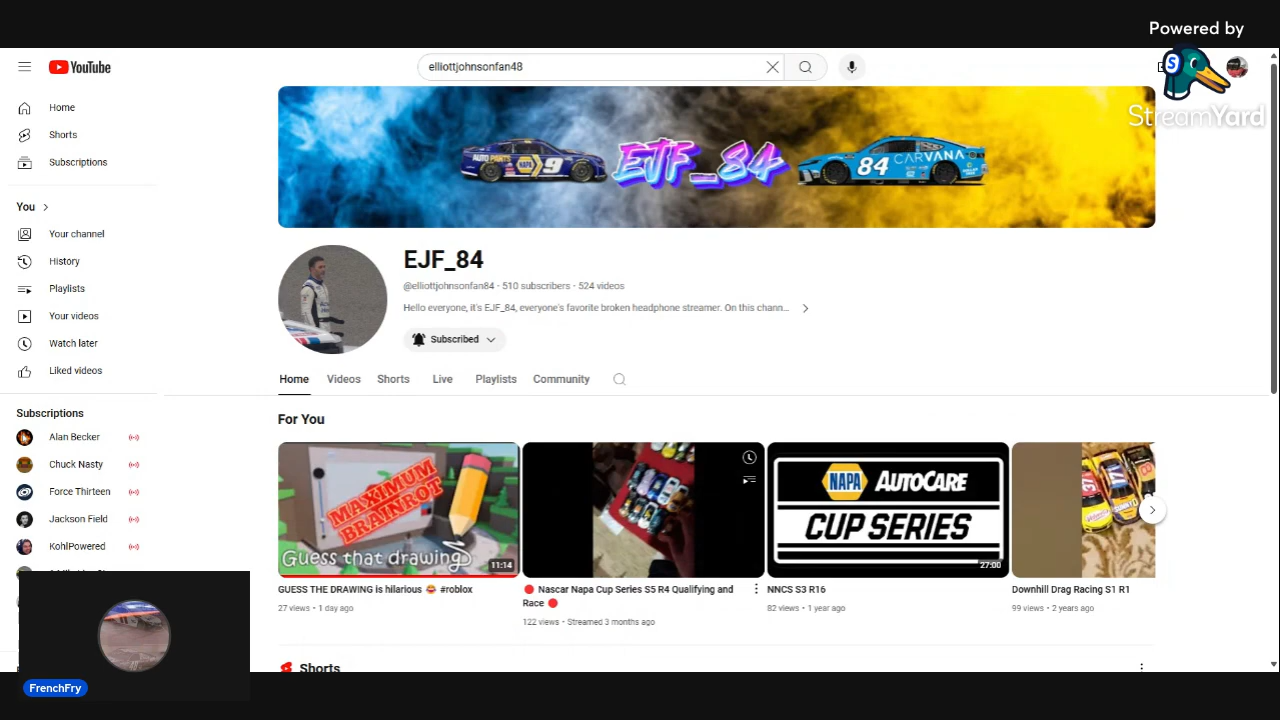 Powered by
StreamYard
YouTube
elliottjohnsonfan48
Home
Shorts
Subscriptions
You
Your channel
History
Playlists
Your videos
Watch later
Liked videos
Subscriptions
Alan Becker
Chuck Nasty
Force Thirteen
Jackson Field
KohlPowered
FrenchFry
AUTO PARTS NAPA 9
EJF_84
84 CARVANA
EJF_84
@elliottjohnsonfan84 · 510 subscribers · 524 videos
Hello everyone, it's EJF_84, everyone's favorite broken headphone streamer. On this chann...
Subscribed
Home Videos Shorts Live Playlists Community
For You
MAXIMUM
BRAINROT
Guess that drawing
11:14
GUESS THE DRAWING is hilarious 😂 #roblox
27 views · 1 day ago
🔴 Nascar Napa Cup Series S5 R4 Qualifying and
Race 🔴
122 views · Streamed 3 months ago
NAPA AUTOCARE
CUP SERIES
27:00
NNCS S3 R16
82 views · 1 year ago
Downhill Drag Racing S1 R1
99 views · 2 years ago
Shorts